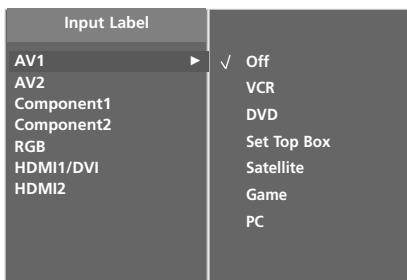 Input Label
AV1 ►
AV2
Component1
Component2
RGB
HDMI1/DVI
HDMI2
√ Off
VCR
DVD
Set Top Box
Satellite
Game
PC